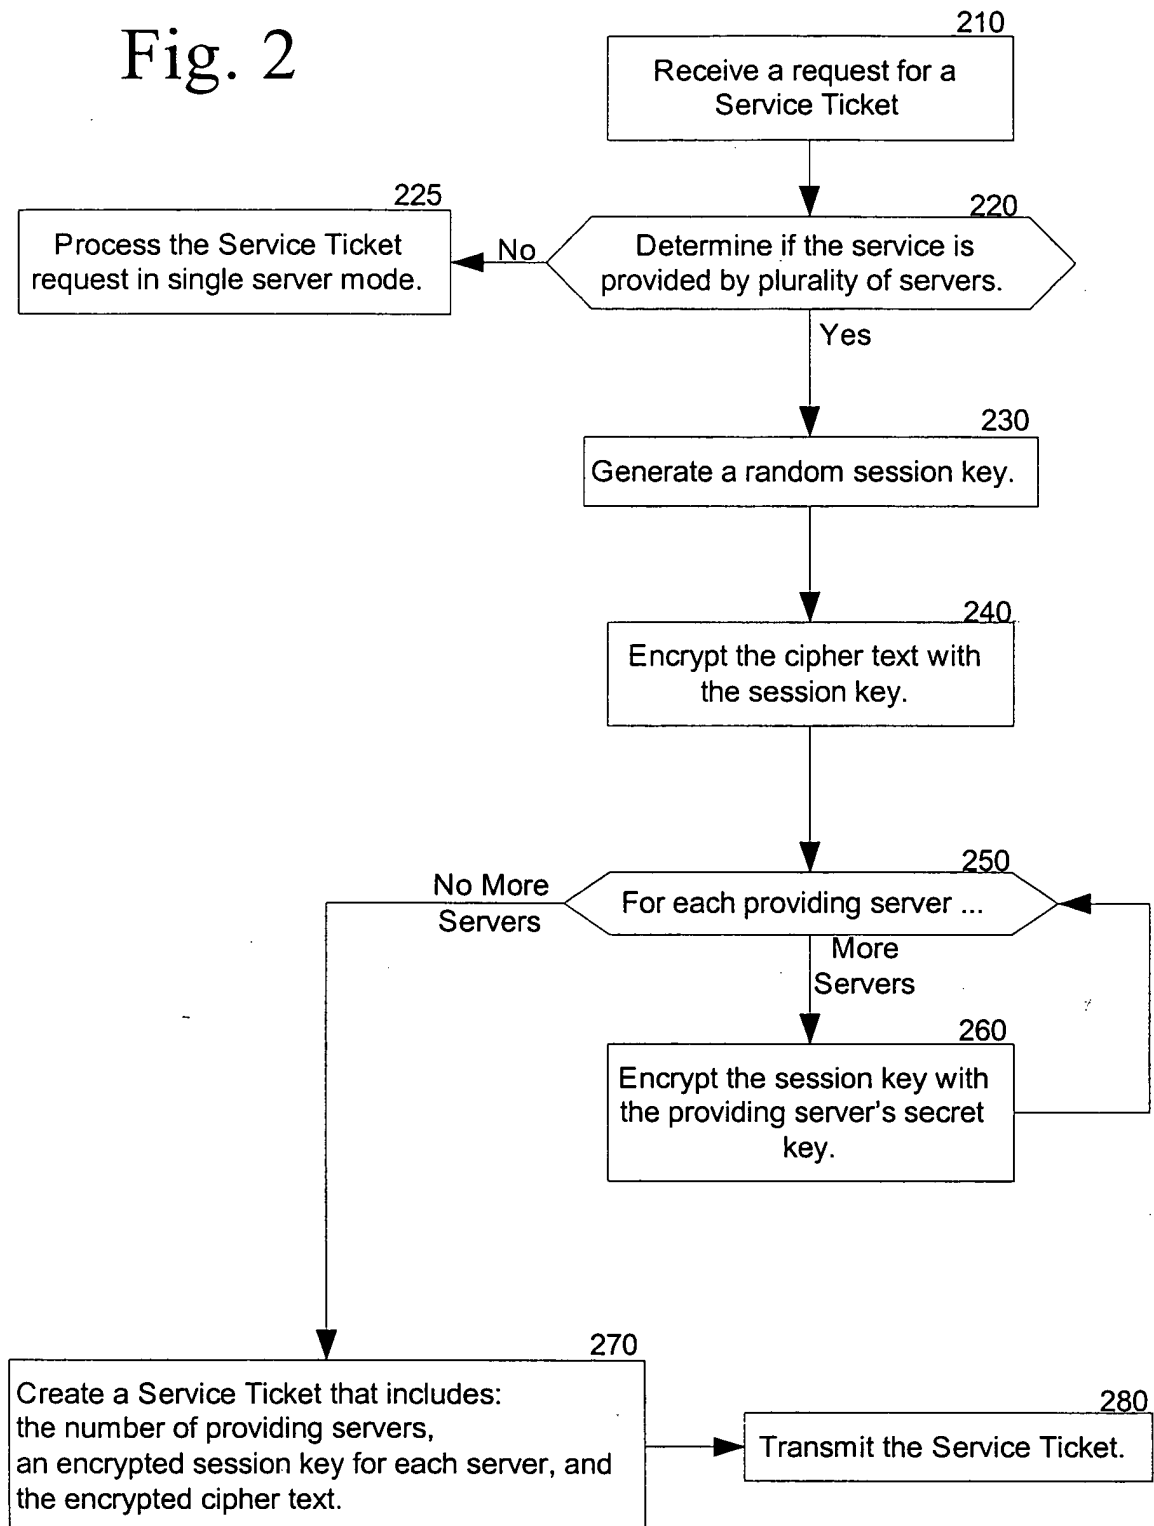 Fig. 2
210
Receive a request for a
Service Ticket
225
Process the Service Ticket
request in single server mode.
No
220
Determine if the service is
provided by plurality of servers.
Yes
230
Generate a random session key.
240
Encrypt the cipher text with
the session key.
250
For each providing server ...
No More
Servers
More
Servers
260
Encrypt the session key with
the providing server's secret
key.
270
Create a Service Ticket that includes:
the number of providing servers,
an encrypted session key for each server, and
the encrypted cipher text.
280
Transmit the Service Ticket.